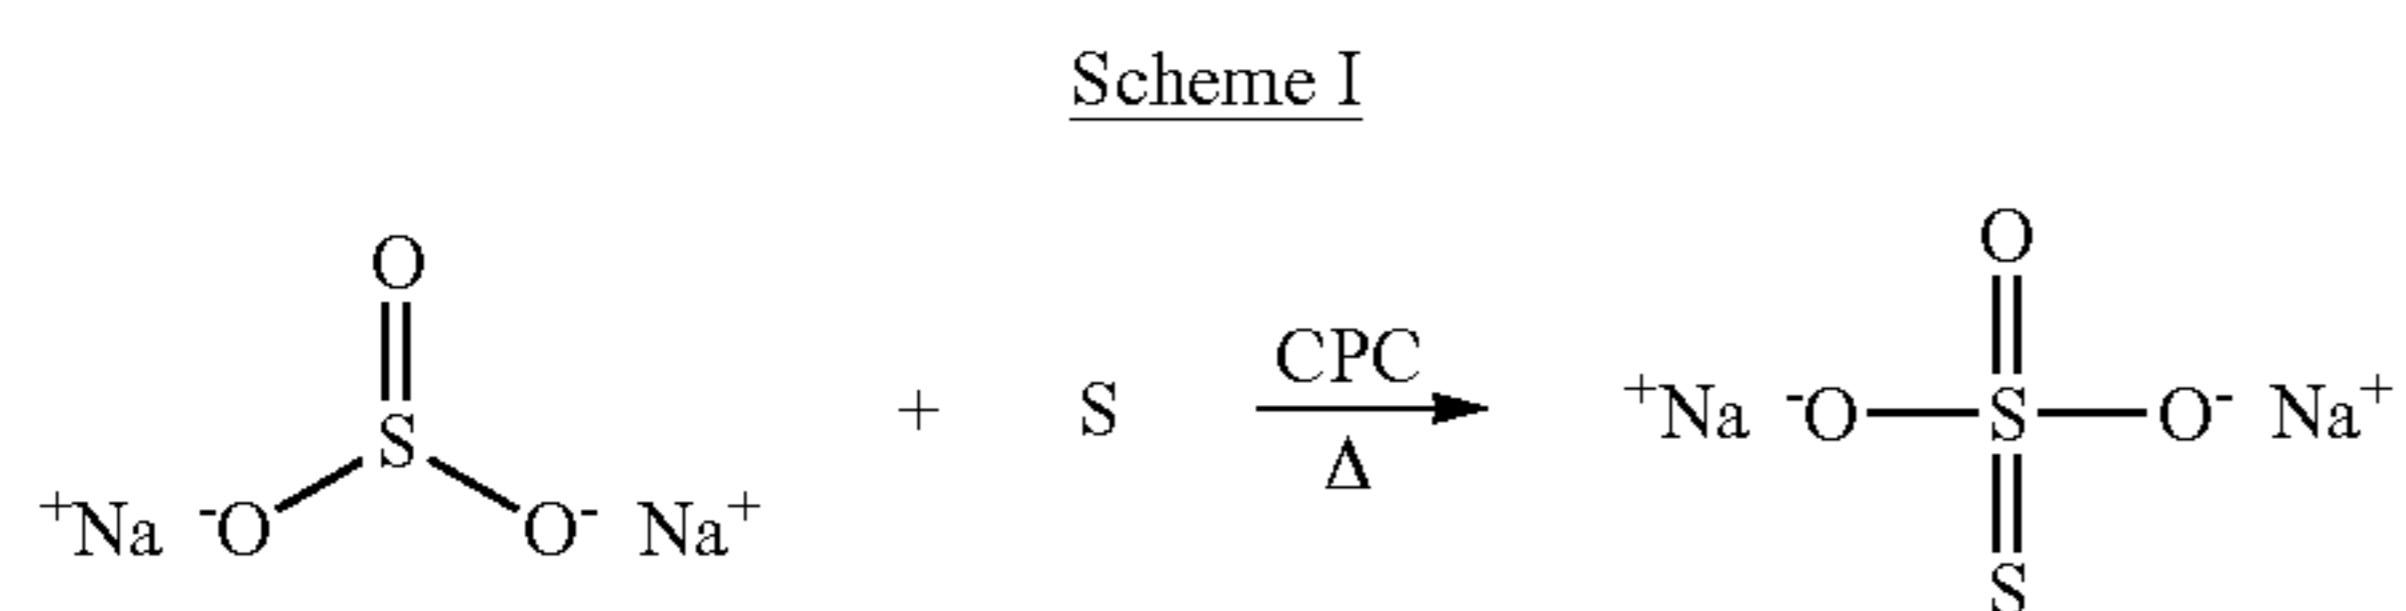 Scheme I
O
O
CPC
S
+
S
⁺Na ⁻O
S
O⁻ Na⁺
Δ
⁺Na ⁻O
O⁻ Na⁺
S